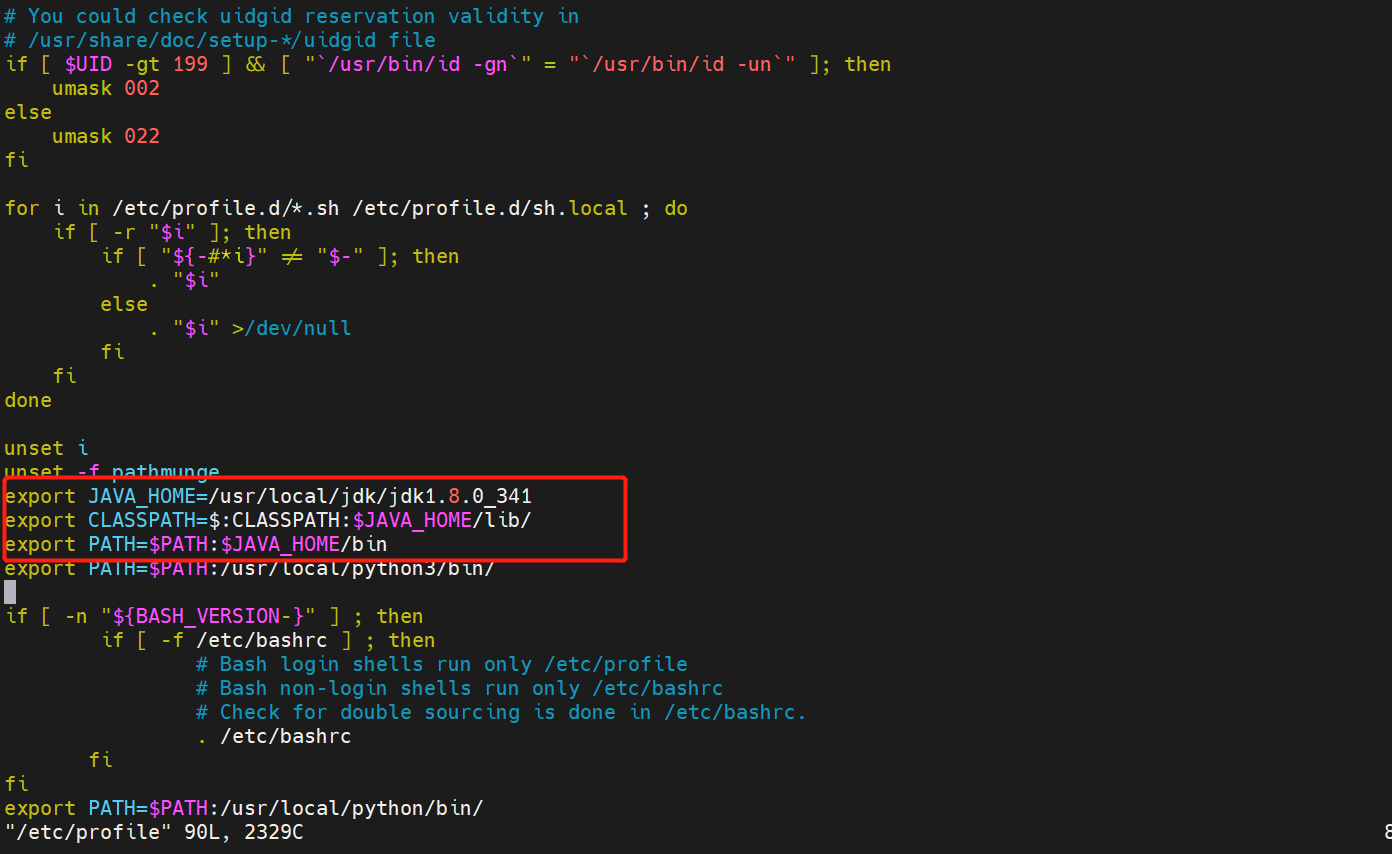 # You could check uidgid reservation validity in
# /usr/share/doc/setup-*/uidgid file
if [ $UID -gt 199 ] && [ "`/usr/bin/id -gn`" = "`/usr/bin/id -un`" ]; then
    umask 002
else
    umask 022
fi

for i in /etc/profile.d/*.sh /etc/profile.d/sh.local ; do
    if [ -r "$i" ]; then
        if [ "${-#*i}" != "$-" ]; then
            . "$i"
        else
            . "$i" >/dev/null
        fi
    fi
done

unset i
unset -f pathmunge
export JAVA_HOME=/usr/local/jdk/jdk1.8.0_341
export CLASSPATH=$:CLASSPATH:$JAVA_HOME/lib/
export PATH=$PATH:$JAVA_HOME/bin
export PATH=$PATH:/usr/local/python3/bin/

if [ -n "${BASH_VERSION-}" ] ; then
        if [ -f /etc/bashrc ] ; then
                # Bash login shells run only /etc/profile
                # Bash non-login shells run only /etc/bashrc
                # Check for double sourcing is done in /etc/bashrc.
                . /etc/bashrc
       fi
fi
export PATH=$PATH:/usr/local/python/bin/
"/etc/profile" 90L, 2329C